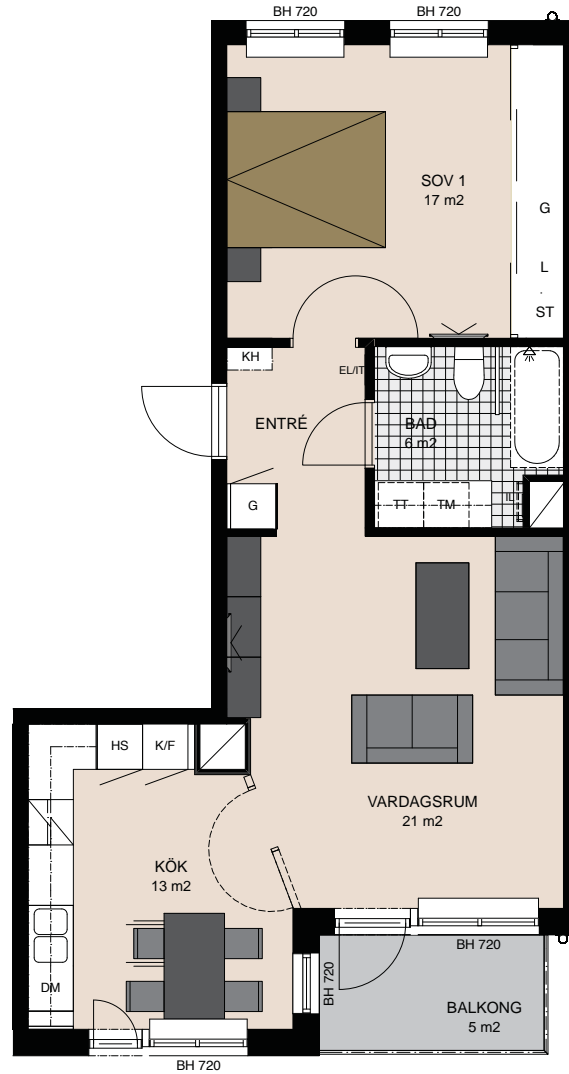 BH 720
BH 720
SOV 1
17 m2
G
L
ST
KH
EL/IT
ENTRÉ
BAD
6 m2
G
TT
TM
HS
K/F
VARDAGSRUM
21 m2
KÖK
13 m2
DM
BH 720
BH 720
BALKONG
5 m2
BH 720